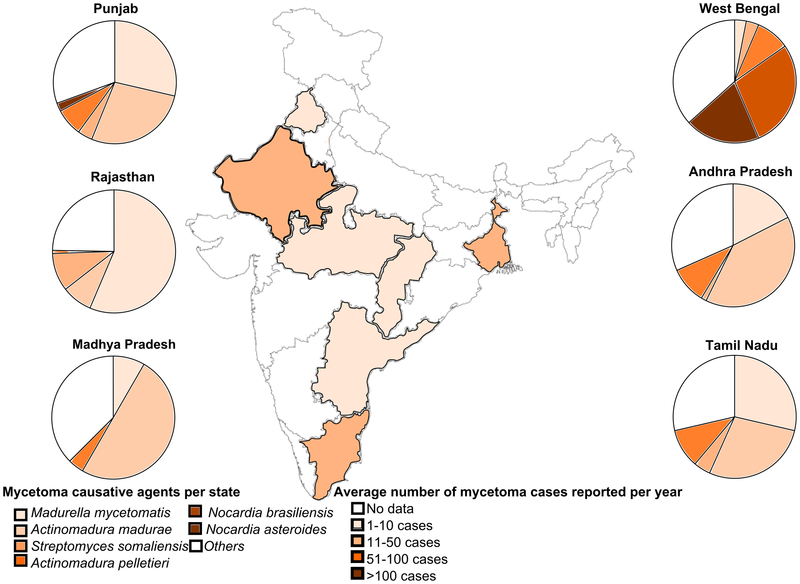 Punjab
West Bengal
Rajasthan
Andhra Pradesh
Madhya Pradesh
Tamil Nadu
Mycetoma causative agents per state
Madurella mycetomatis
Actinomadura madurae
Streptomyces somaliensis
Actinomadura pelletieri
Nocardia brasiliensis
Nocardia asteroides
Others
Average number of mycetoma cases reported per year
No data
1-10 cases
11-50 cases
51-100 cases
>100 cases